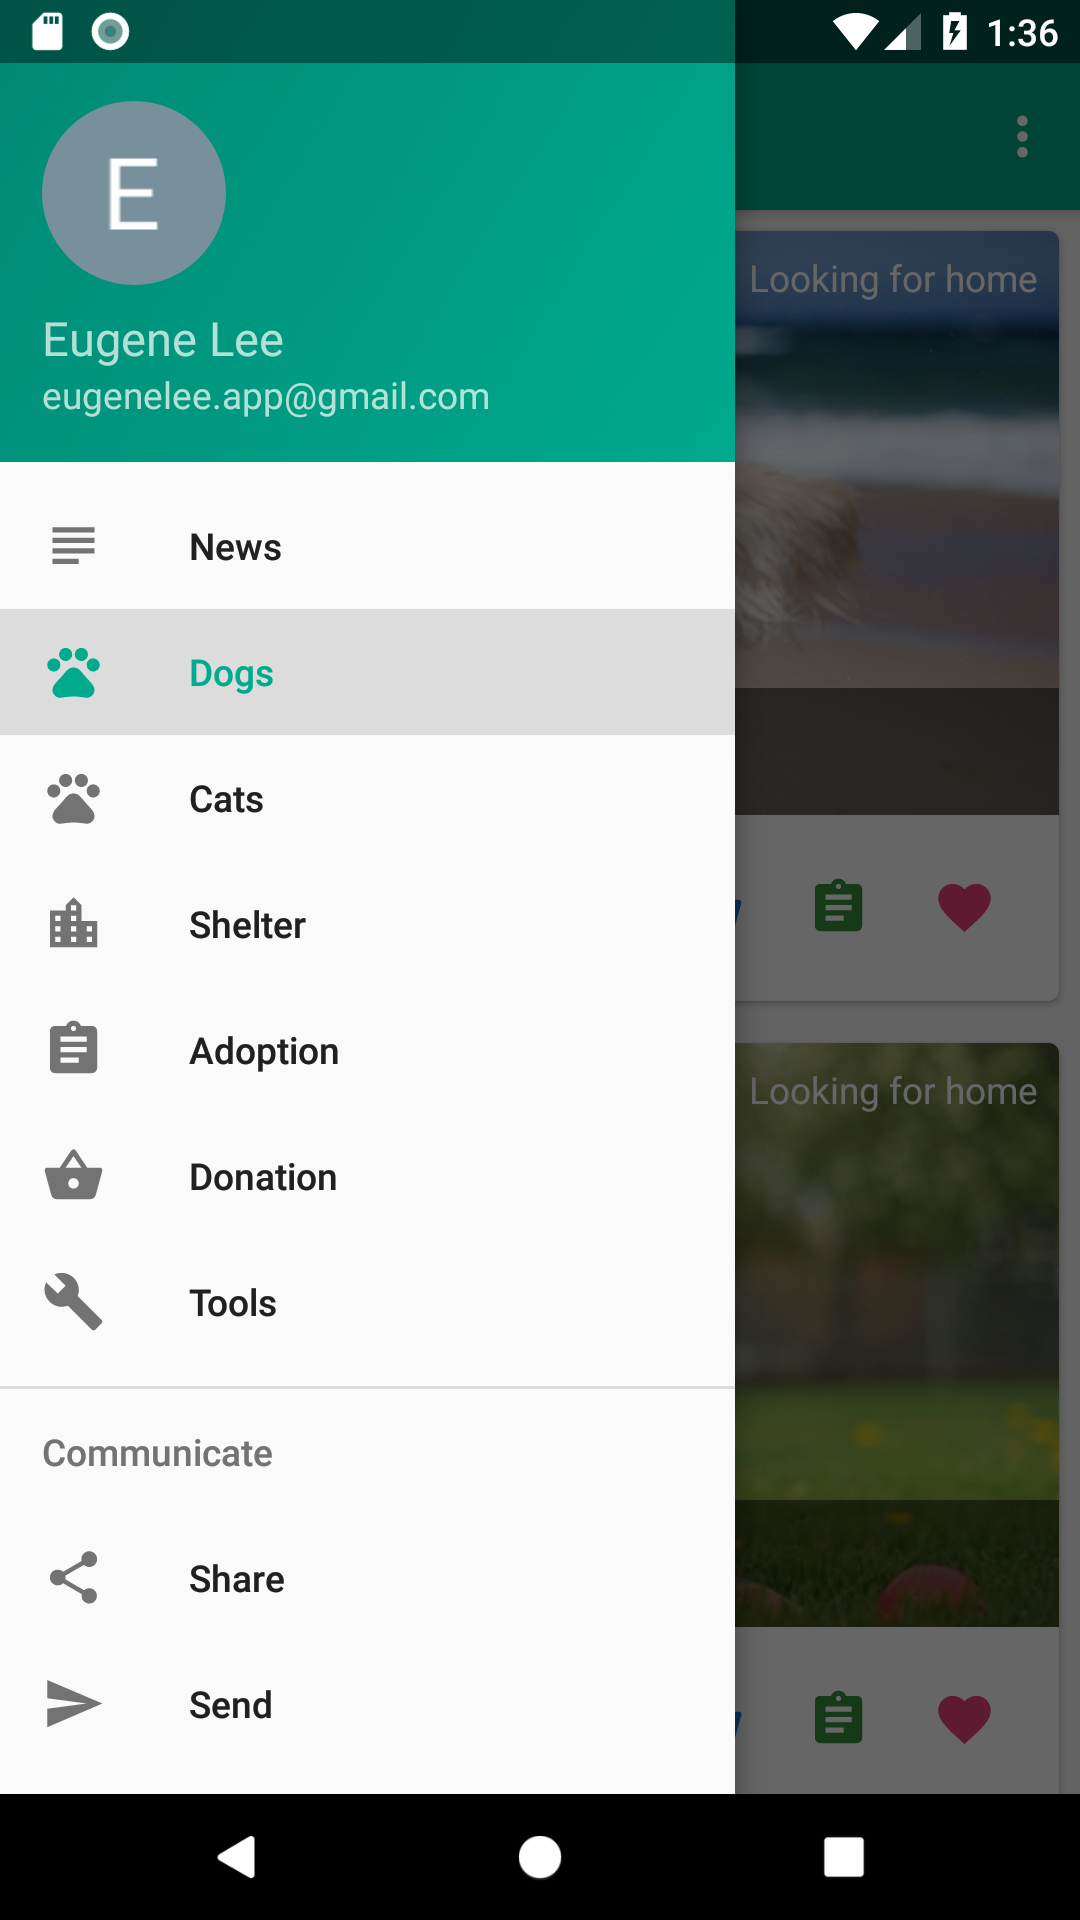 1:36
E
Eugene Lee
eugenelee.app@gmail.com
News
Dogs
Cats
Shelter
Adoption
Donation
Tools
Communicate
Share
Send
Looking for home
Looking for home